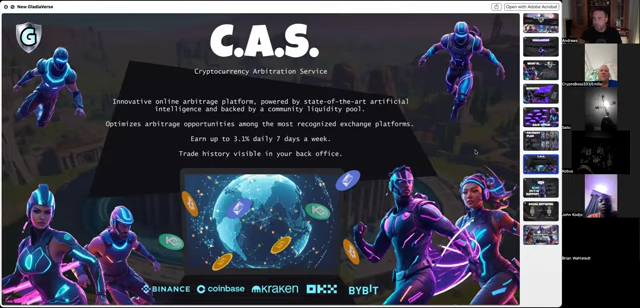 New GladiaVerse
Open with Adobe Acrobat
G
C.A.S.
Cryptocurrency Arbitration Service
Innovative online arbitrage platform, powered by state-of-the-art artificial
intelligence and backed by a community liquidity pool.
Optimizes arbitrage opportunities among the most recognized exchange platforms.
Earn up to 3.1% daily 7 days a week.
Trade history visible in your back office.
BINANCE
coinbase
kraken
OKX
BYBIT
C.A.S.
Andreas
Kobus
John Kodjo
Brian Wahlstedt